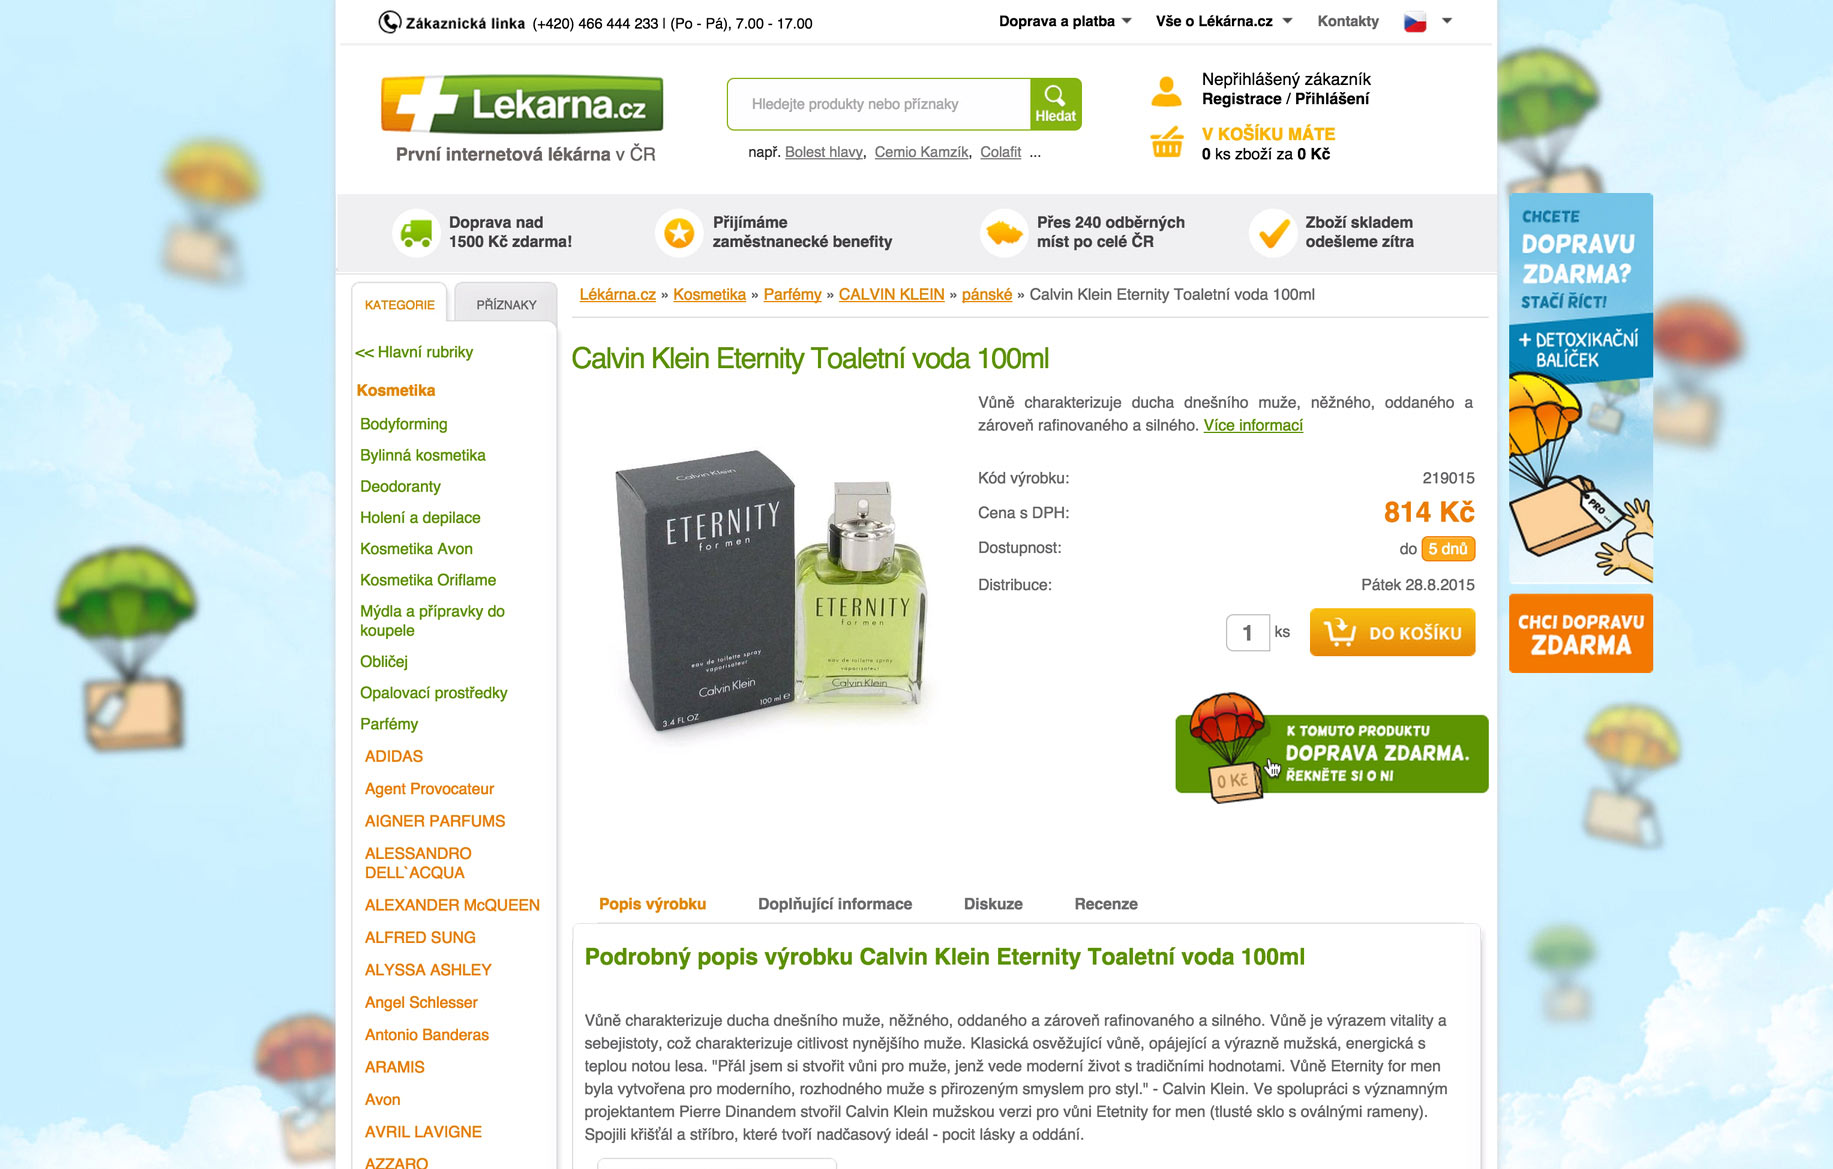 Zákaznická linka (+420) 466 444 233 | (Po - Pá), 7.00 - 17.00
Doprava a platba
Vše o Lékárna.cz
Kontakty
Lekarna.cz
První internetová lékárna v ČR
Hledejte produkty nebo příznaky
Hledat
např. Bolest hlavy, Cemio Kamzík, Colafit ...
Nepřihlášený zákazník
Registrace / Přihlášení
V KOŠÍKU MÁTE
0 ks zboží za 0 Kč
Doprava nad
1500 Kč zdarma!
Přijímáme
zaměstnanecké benefity
Přes 240 odběrných
míst po celé ČR
Zboží skladem
odešleme zítra
KATEGORIE
PŘÍZNAKY
<< Hlavní rubriky
Kosmetika
Bodyforming
Bylinná kosmetika
Deodoranty
Holení a depilace
Kosmetika Avon
Kosmetika Oriflame
Mýdla a přípravky do
koupele
Obličej
Opalovací prostředky
Parfémy
ADIDAS
Agent Provocateur
AIGNER PARFUMS
ALESSANDRO
DELL`ACQUA
ALEXANDER McQUEEN
ALFRED SUNG
ALYSSA ASHLEY
Angel Schlesser
Antonio Banderas
ARAMIS
Avon
AVRIL LAVIGNE
AZZARO
Lékárna.cz » Kosmetika » Parfémy » CALVIN KLEIN » pánské » Calvin Klein Eternity Toaletní voda 100ml
Calvin Klein Eternity Toaletní voda 100ml
Calvin Klein
ETERNITY
for men
eau de toilette spray
vaporisateur
Calvin Klein
3.4 FL OZ
100 ml e
ETERNITY
for men
eau de toilette spray
vaporisateur
Calvin Klein
Vůně charakterizuje ducha dnešního muže, něžného, oddaného a
zároveň rafinovaného a silného. Více informací
Kód výrobku: 219015
Cena s DPH: 814 Kč
Dostupnost: do 5 dnů
Distribuce: Pátek 28.8.2015
1 ks
DO KOŠÍKU
0 Kč
K TOMUTO PRODUKTU
DOPRAVA ZDARMA.
ŘEKNĚTE SI O NI
Popis výrobku
Doplňující informace
Diskuze
Recenze
Podrobný popis výrobku Calvin Klein Eternity Toaletní voda 100ml
Vůně charakterizuje ducha dnešního muže, něžného, oddaného a zároveň rafinovaného a silného. Vůně je výrazem vitality a
sebejistoty, což charakterizuje citlivost nynějšího muže. Klasická osvěžující vůně, opájející a výrazně mužská, energická s
teplou notou lesa. "Přál jsem si stvořit vůni pro muže, jenž vede moderní život s tradičními hodnotami. Vůně Eternity for men
byla vytvořena pro moderního, rozhodného muže s přirozeným smyslem pro styl." - Calvin Klein. Ve spolupráci s významným
projektantem Pierre Dinandem stvořil Calvin Klein mužskou verzi pro vůni Etetnity for men (tlusté sklo s oválnými rameny).
Spojili křišťál a stříbro, které tvoří nadčasový ideál - pocit lásky a oddání.
CHCETE
DOPRAVU
ZDARMA?
STAČÍ ŘÍCT!
+ DETOXIKAČNÍ
BALÍČEK
PRO
CHCI DOPRAVU
ZDARMA